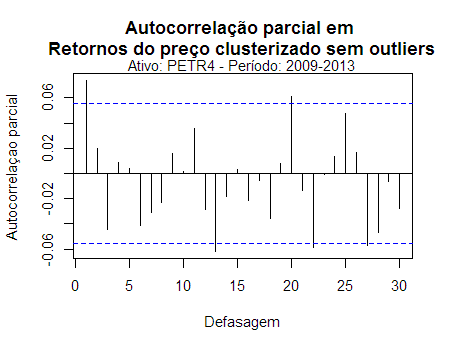 Autocorrelação parcial em
Retornos do preço clusterizado sem outliers
Ativo: PETR4 - Período: 2009-2013
Autocorrelaçao parcial
0.06
0.02
-0.02
-0.06
0 5 10 15 20 25 30
Defasagem